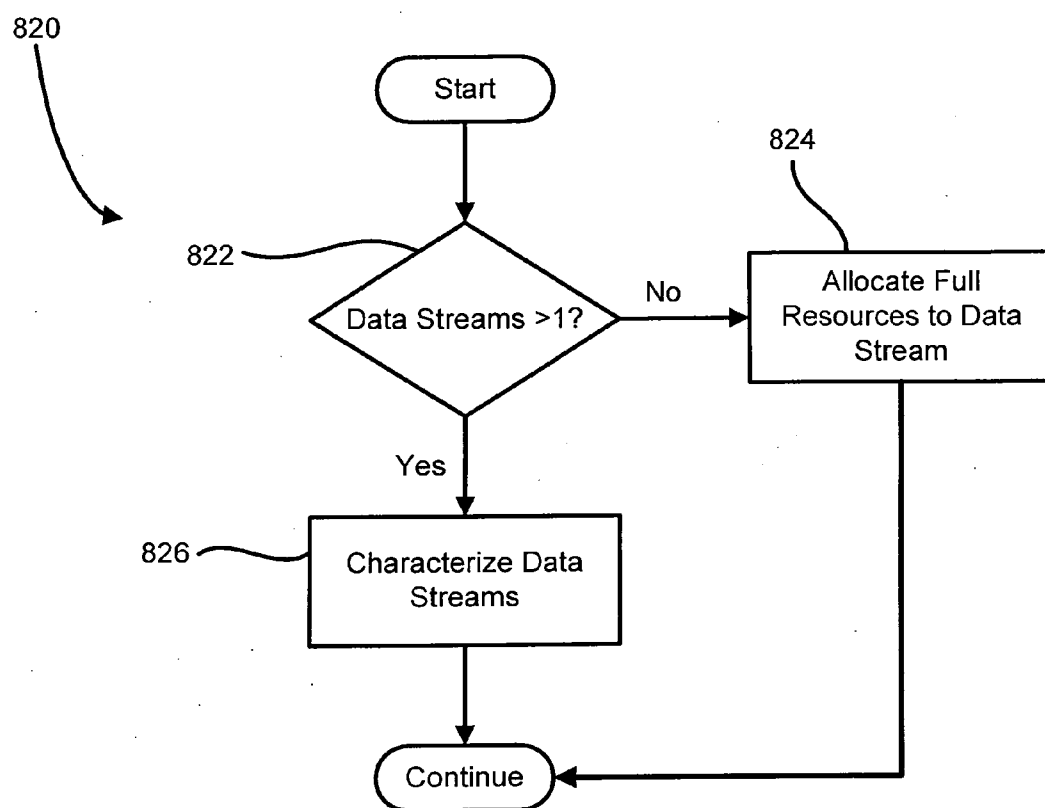 820
Start
824
822
Data Streams >1?
No
Allocate Full
Resources to Data
Stream
Yes
826
Characterize Data
Streams
Continue